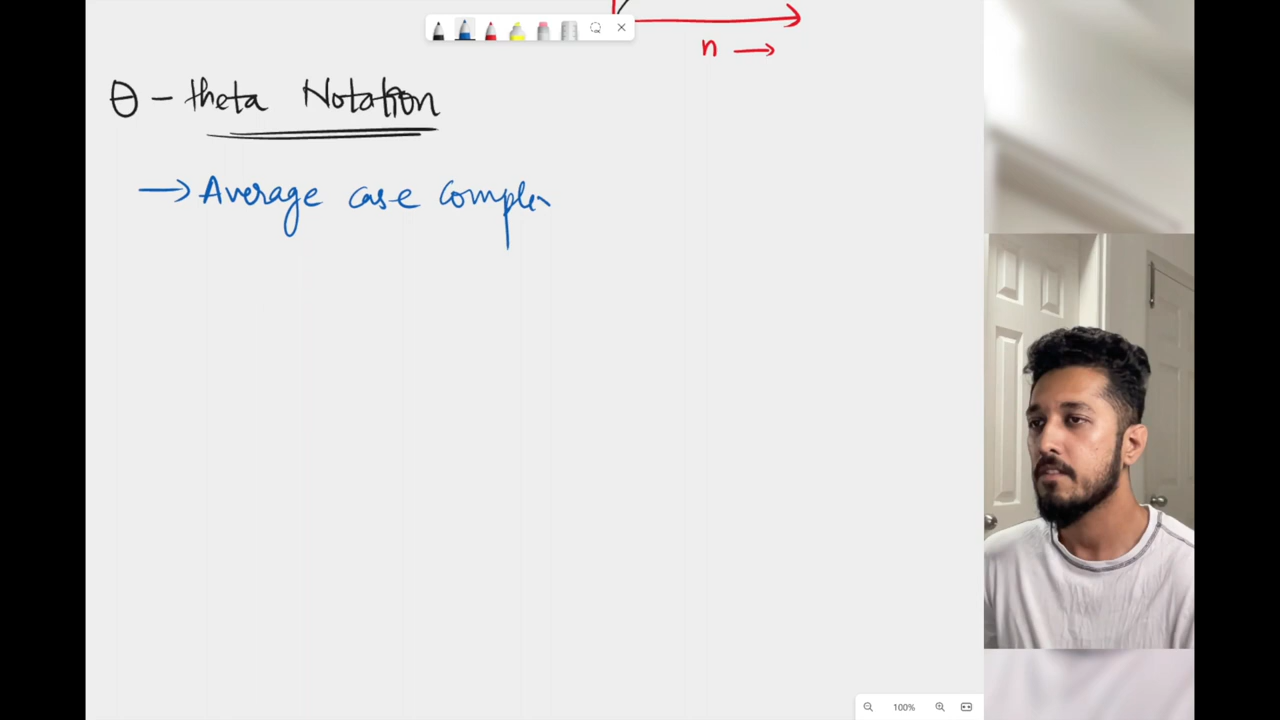 n →
θ - theta Notation
→ Average case comple
100%